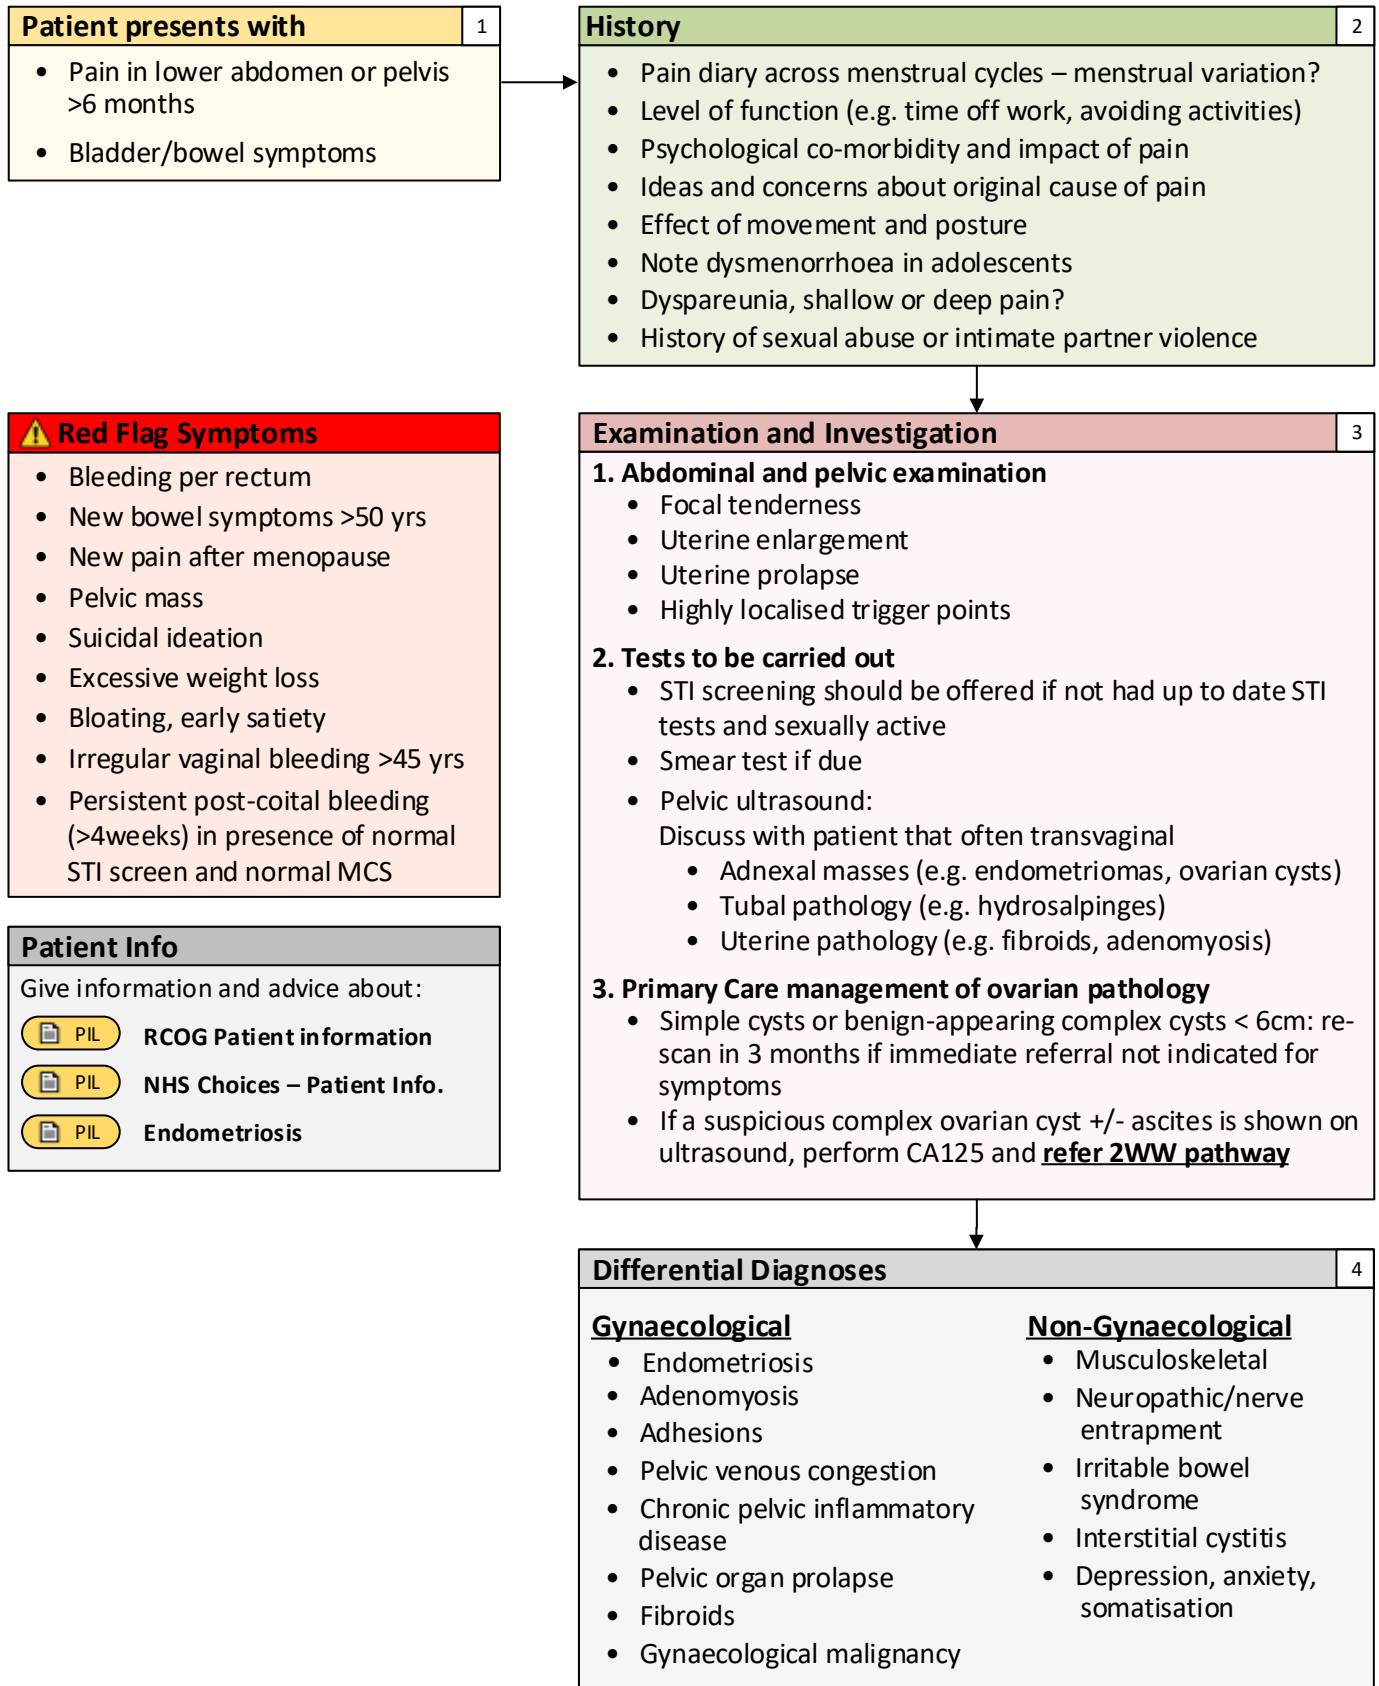 Patient presents with
1
• Pain in lower abdomen or pelvis
>6 months
• Bladder/bowel symptoms
History
2
• Pain diary across menstrual cycles – menstrual variation?
• Level of function (e.g. time off work, avoiding activities)
• Psychological co-morbidity and impact of pain
• Ideas and concerns about original cause of pain
• Effect of movement and posture
• Note dysmenorrhoea in adolescents
• Dyspareunia, shallow or deep pain?
• History of sexual abuse or intimate partner violence
Red Flag Symptoms
• Bleeding per rectum
• New bowel symptoms >50 yrs
• New pain after menopause
• Pelvic mass
• Suicidal ideation
• Excessive weight loss
• Bloating, early satiety
• Irregular vaginal bleeding >45 yrs
• Persistent post-coital bleeding
(>4weeks) in presence of normal
STI screen and normal MCS
Patient Info
Give information and advice about:
PIL RCOG Patient information
PIL NHS Choices – Patient Info.
PIL Endometriosis
Examination and Investigation
3
1. Abdominal and pelvic examination
• Focal tenderness
• Uterine enlargement
• Uterine prolapse
• Highly localised trigger points
2. Tests to be carried out
• STI screening should be offered if not had up to date STI
tests and sexually active
• Smear test if due
• Pelvic ultrasound:
Discuss with patient that often transvaginal
• Adnexal masses (e.g. endometriomas, ovarian cysts)
• Tubal pathology (e.g. hydrosalpinges)
• Uterine pathology (e.g. fibroids, adenomyosis)
3. Primary Care management of ovarian pathology
• Simple cysts or benign-appearing complex cysts < 6cm: re-
scan in 3 months if immediate referral not indicated for
symptoms
• If a suspicious complex ovarian cyst +/- ascites is shown on
ultrasound, perform CA125 and refer 2WW pathway
Differential Diagnoses
4
Gynaecological
• Endometriosis
• Adenomyosis
• Adhesions
• Pelvic venous congestion
• Chronic pelvic inflammatory
disease
• Pelvic organ prolapse
• Fibroids
• Gynaecological malignancy
Non-Gynaecological
• Musculoskeletal
• Neuropathic/nerve
entrapment
• Irritable bowel
syndrome
• Interstitial cystitis
• Depression, anxiety,
somatisation